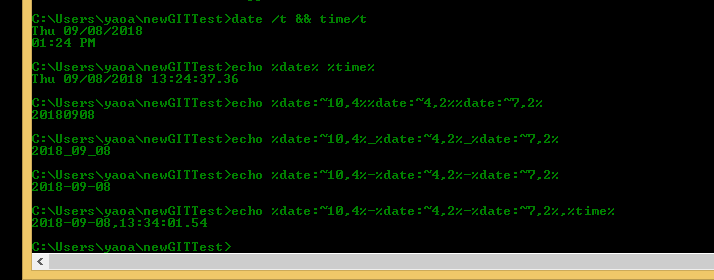 C:\Users\yaoa\newGITTest>date /t && time/t
Thu 09/08/2018
01:24 PM
C:\Users\yaoa\newGITTest>echo %date% %time%
Thu 09/08/2018 13:24:37.36
C:\Users\yaoa\newGITTest>echo %date:~10,4%%date:~4,2%%date:~7,2%
20180908
C:\Users\yaoa\newGITTest>echo %date:~10,4%_%date:~4,2%_%date:~7,2%
2018_09_08
C:\Users\yaoa\newGITTest>echo %date:~10,4%-%date:~4,2%-%date:~7,2%
2018-09-08
C:\Users\yaoa\newGITTest>echo %date:~10,4%-%date:~4,2%-%date:~7,2%,%time%
2018-09-08,13:34:01.54
C:\Users\yaoa\newGITTest>